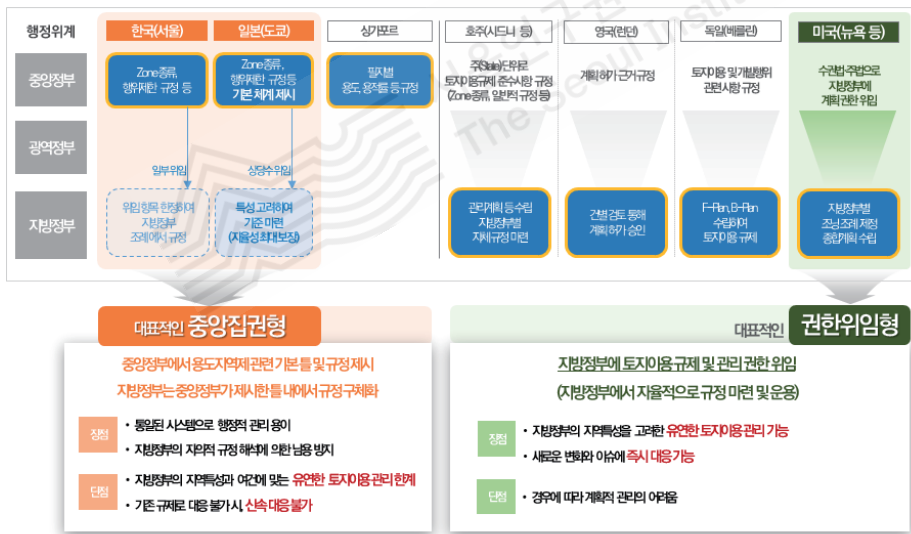 행정위계
한국(서울)
일본(도쿄)
싱가포르
호주(시드니 등)
영국(런던)
독일(베를린)
미국(뉴욕 등)
중앙정부
Zone종류,
행위제한 규정 등
Zone종류,
행위제한 규정 등
기본 체계 제시
필지별
용도, 용적률 등 규정
주(State)단위로
토지이용규제 준수사항 규정
(Zone종류, 일반적 규정 등)
계획허가 근거 규정
토지이용 및 개발행위
관련사항 규정
수권법·주법으로
지방정부에
계획 권한 위임
광역정부
일부 위임
상당수 위임
지방정부
위임 항목 한정하여
지방정부
조례에서 규정
특성 고려하여
기준 마련
(자율성 최대 보장)
관리계획 등 수립
지방정부별
자체 규정 마련
건별 검토 통해
계획허가 승인
F-Plan, B-Plan
수립하여
토지이용 규제
지방정부별
조닝 조례 제정
종합계획 수립
대표적인 중앙집권형
중앙정부에서 용도지역제 관련 기본 틀 및 규정 제시
지방정부는 중앙정부가 제시한 틀 내에서 규정 구체화
장점
• 통일된 시스템으로 행정적 관리 용이
• 지방정부의 자의적 규정 해석에 의한 남용 방지
단점
• 지방정부의 지역특성과 여건에 맞는 유연한 토지이용 관리 한계
• 기존 규제로 대응 불가 시, 신속 대응 불가
대표적인 권한위임형
지방정부에 토지이용 규제 및 관리 권한 위임
(지방정부에서 자율적으로 규정 마련 및 운용)
장점
• 지방정부의 지역특성을 고려한 유연한 토지이용 관리 가능
• 새로운 변화와 이슈에 즉시 대응 가능
단점
• 경우에 따라 계획적 관리의 어려움
The Seoul Institute